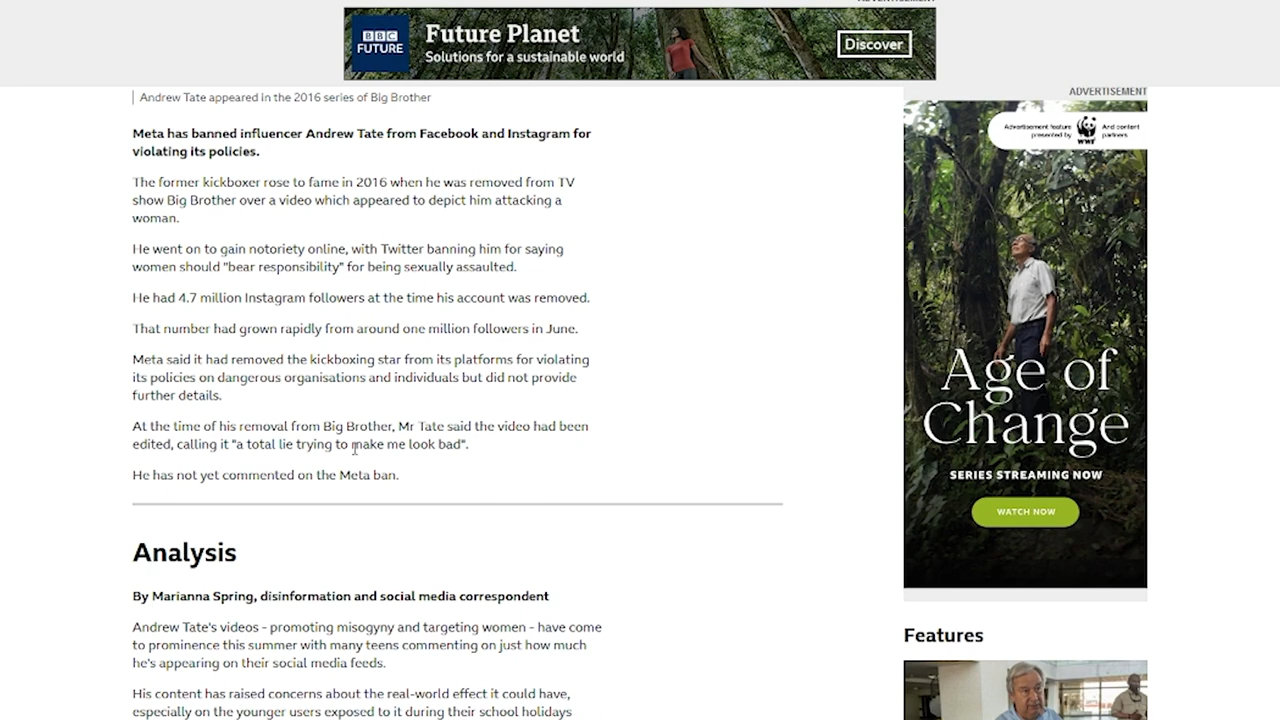 BBC
FUTURE
Future Planet
Solutions for a sustainable world
Discover
Andrew Tate appeared in the 2016 series of Big Brother
Meta has banned influencer Andrew Tate from Facebook and Instagram for
violating its policies.
The former kickboxer rose to fame in 2016 when he was removed from TV
show Big Brother over a video which appeared to depict him attacking a
woman.
He went on to gain notoriety online, with Twitter banning him for saying
women should "bear responsibility" for being sexually assaulted.
He had 4.7 million Instagram followers at the time his account was removed.
That number had grown rapidly from around one million followers in June.
Meta said it had removed the kickboxing star from its platforms for violating
its policies on dangerous organisations and individuals but did not provide
further details.
At the time of his removal from Big Brother, Mr Tate said the video had been
edited, calling it "a total lie trying to make me look bad".
He has not yet commented on the Meta ban.
Analysis
By Marianna Spring, disinformation and social media correspondent
Andrew Tate's videos - promoting misogyny and targeting women - have come
to prominence this summer with many teens commenting on just how much
he's appearing on their social media feeds.
His content has raised concerns about the real-world effect it could have,
especially on the younger users exposed to it during their school holidays
ADVERTISEMENT
Advertisement feature
presented by
WWF
And content
partners
Age of
Change
SERIES STREAMING NOW
WATCH NOW
Features